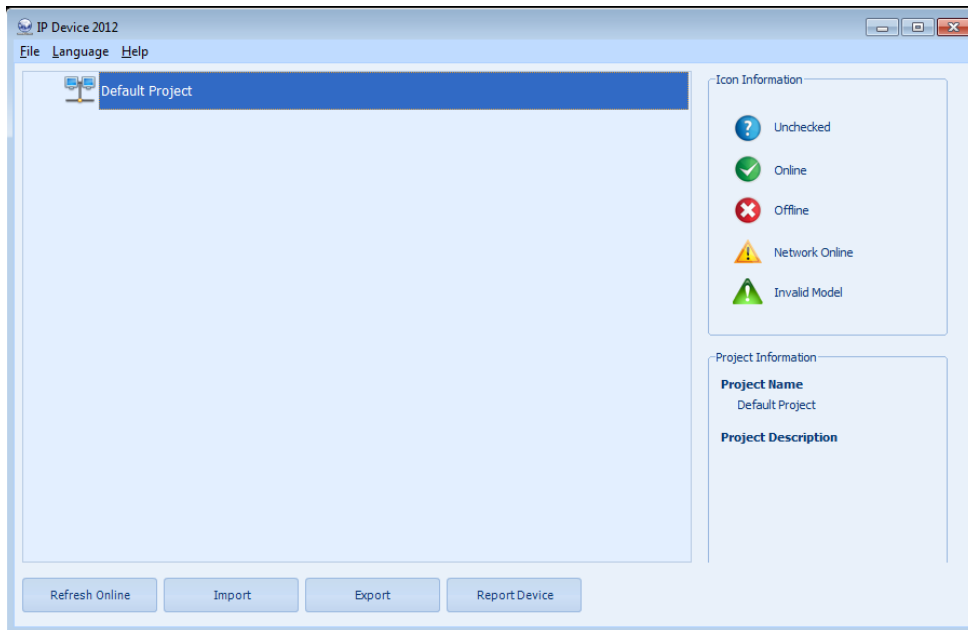 IP Device 2012
File Language Help
Default Project
Icon Information
Unchecked
Online
Offline
Network Online
Invalid Model
Project Information
Project Name
Default Project
Project Description
Refresh Online Import Export Report Device